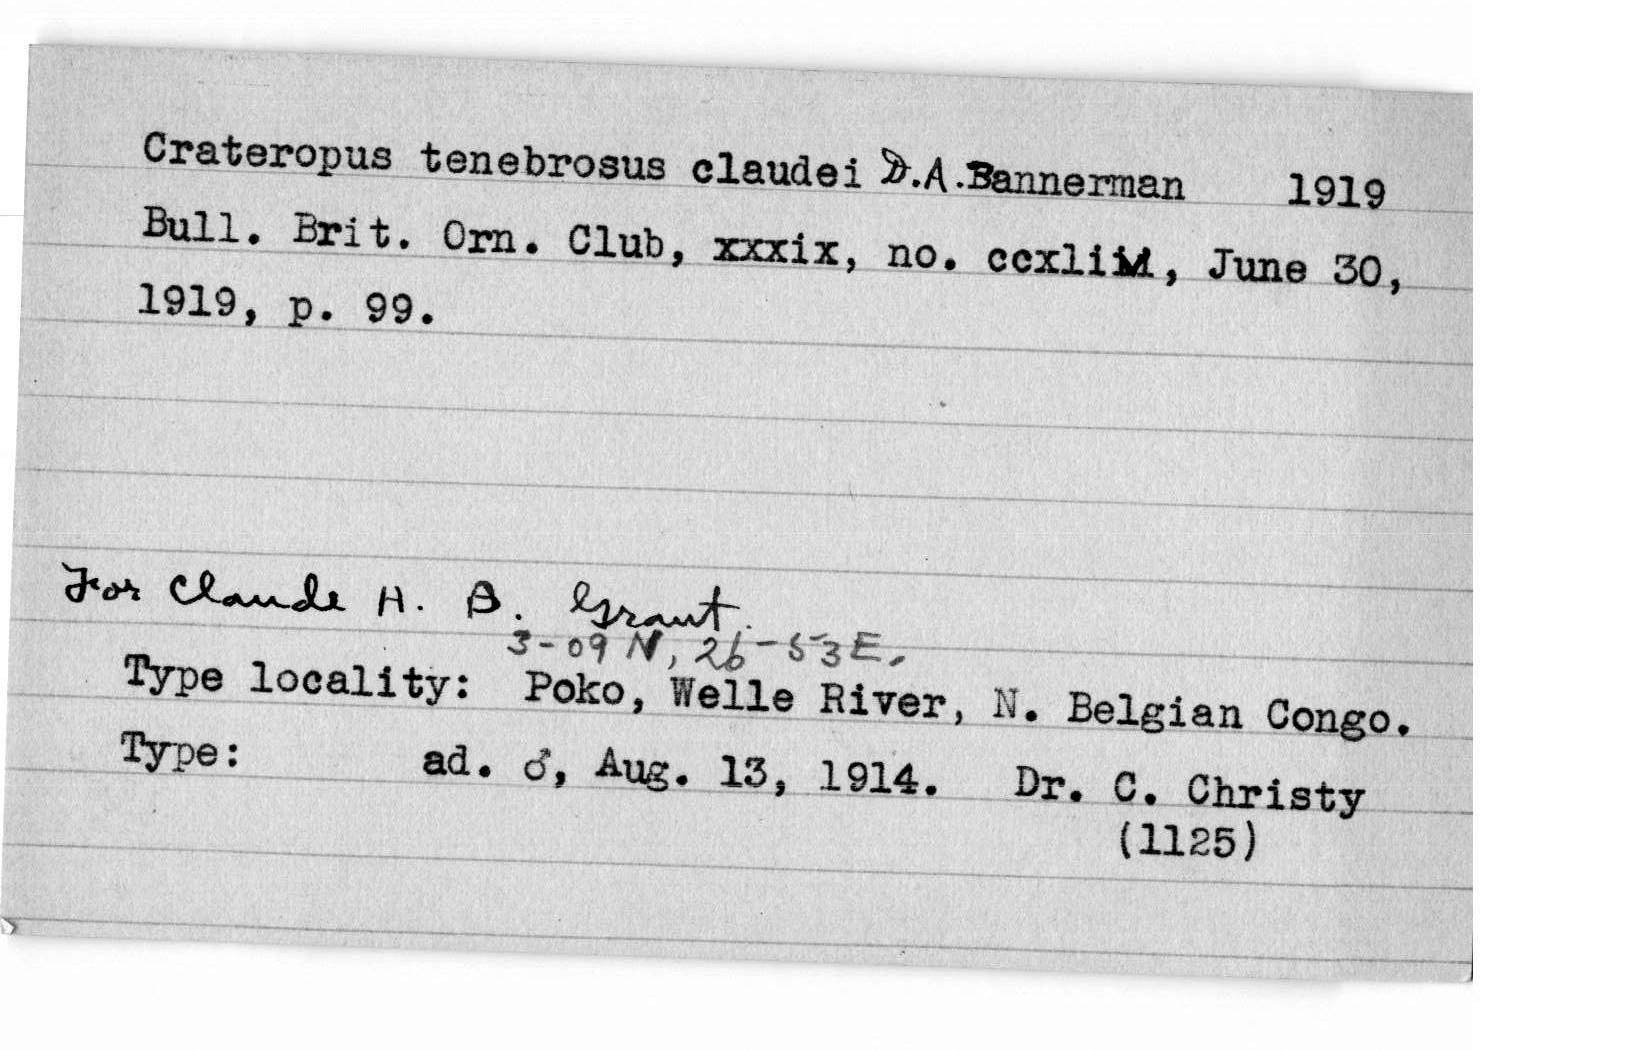 Crateropus tenebrosus claudei D.A.Bannerman 1919
Bull. Brit. Orn. Club, xxxix, no. , June 30,
1919, p. 99.
For Claude H. B. Grant.
3-09 N, 26-53 E.
Type locality: Poko, Welle River, N. Belgian Congo.
Type: ad. ♂, Aug. 13, 1914. Dr. C. Christy
(1125)